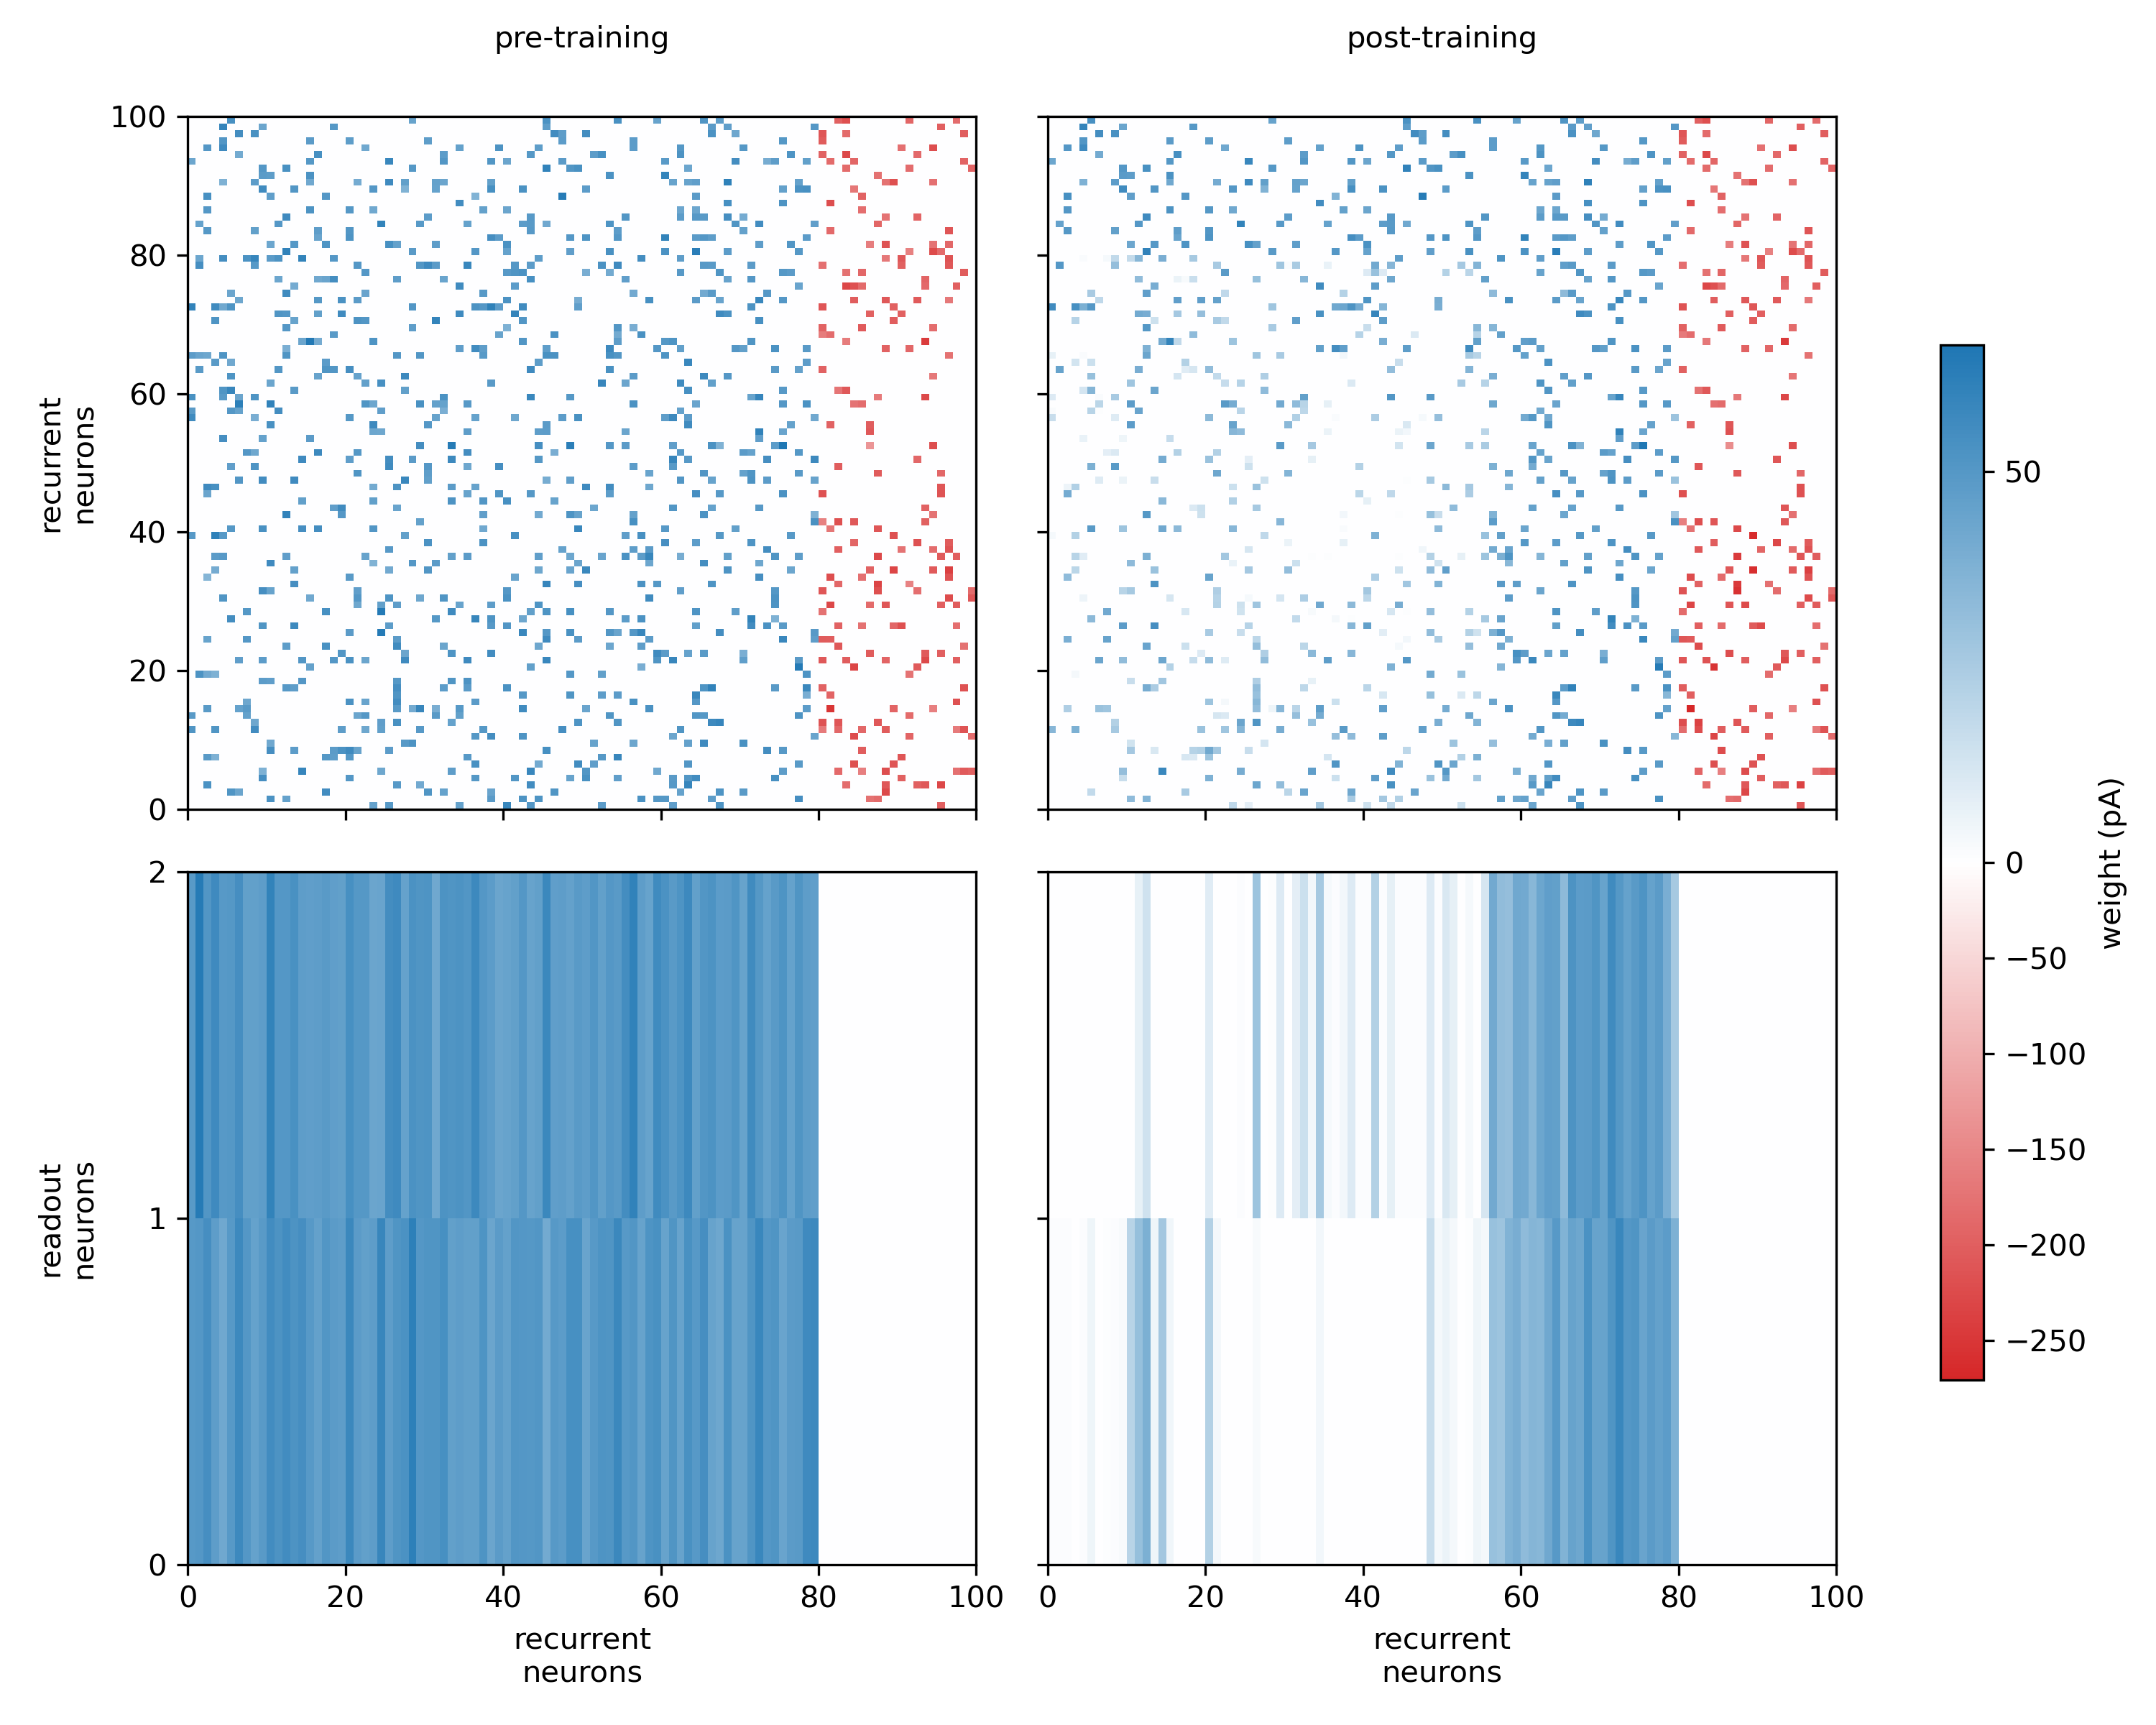 pre-training
post-training
100
80
60
40
20
0
recurrent
neurons
2
1
0
readout
neurons
0 20 40 60 80 100
recurrent
neurons
0 20 40 60 80 100
recurrent
neurons
50
0
−50
−100
−150
−200
−250
weight (pA)